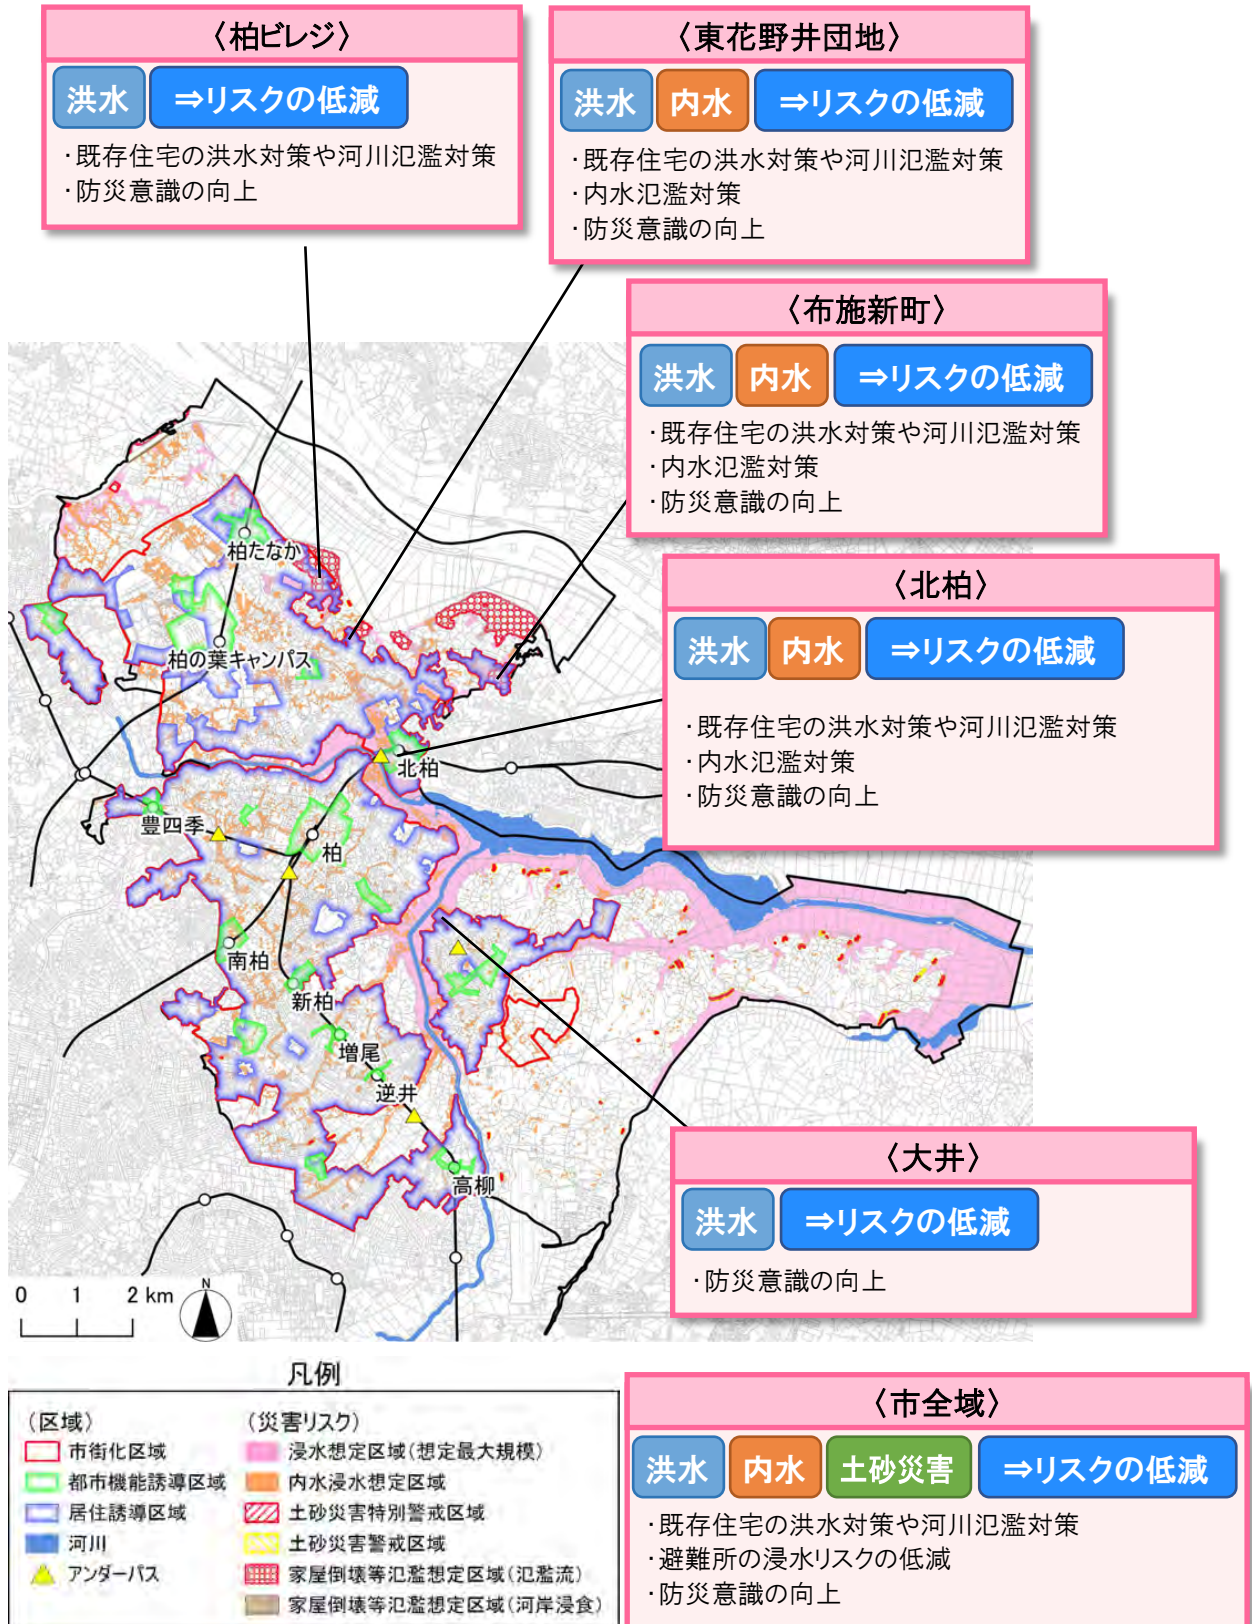 〈柏ビレジ〉
洪水 ⇒リスクの低減
・既存住宅の洪水対策や河川氾濫対策
・防災意識の向上
〈東花野井団地〉
洪水 内水 ⇒リスクの低減
・既存住宅の洪水対策や河川氾濫対策
・内水氾濫対策
・防災意識の向上
〈布施新町〉
洪水 内水 ⇒リスクの低減
・既存住宅の洪水対策や河川氾濫対策
・内水氾濫対策
・防災意識の向上
〈北柏〉
洪水 内水 ⇒リスクの低減
・既存住宅の洪水対策や河川氾濫対策
・内水氾濫対策
・防災意識の向上
柏たなか
柏の葉キャンパス
北柏
豊四季
柏
南柏
新柏
増尾
逆井
高柳
〈大井〉
洪水 ⇒リスクの低減
・防災意識の向上
0 1 2 km
N
凡例
(区域)
市街化区域
都市機能誘導区域
居住誘導区域
河川
アンダーパス
(災害リスク)
浸水想定区域(想定最大規模)
内水浸水想定区域
土砂災害特別警戒区域
土砂災害警戒区域
家屋倒壊等氾濫想定区域(氾濫流)
家屋倒壊等氾濫想定区域(河岸浸食)
〈市全域〉
洪水 内水 土砂災害 ⇒リスクの低減
・既存住宅の洪水対策や河川氾濫対策
・避難所の浸水リスクの低減
・防災意識の向上